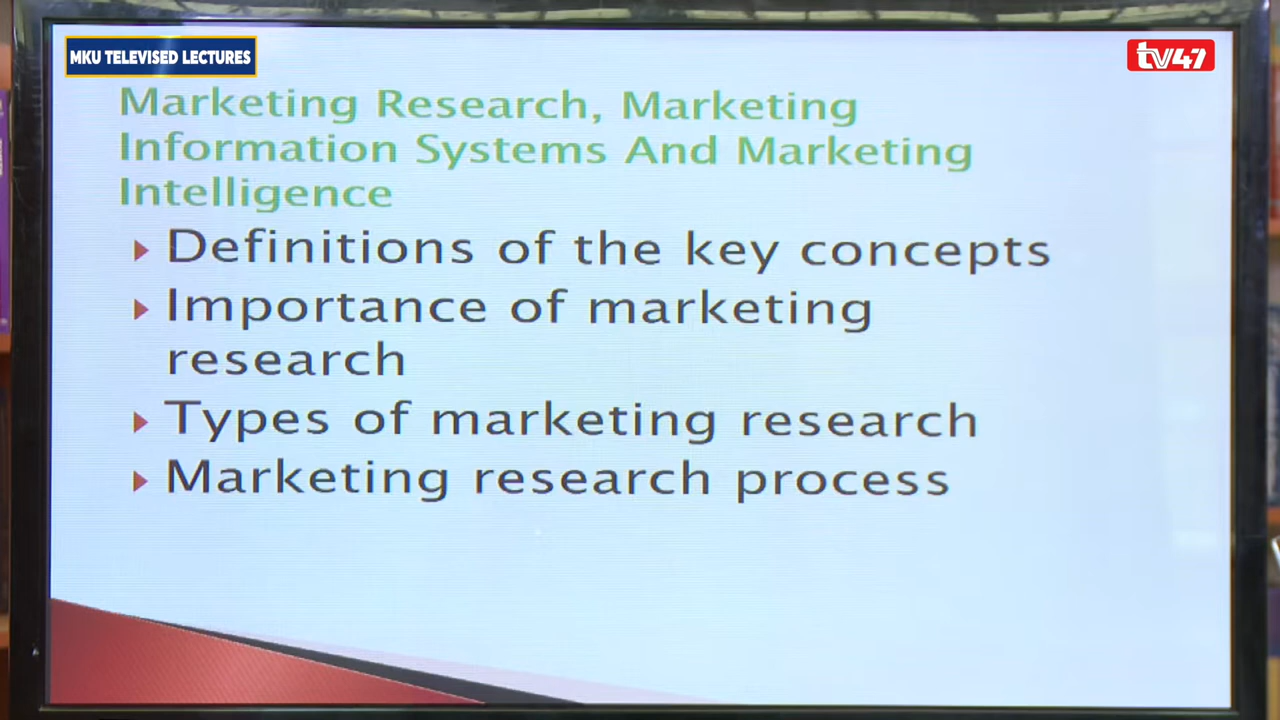 MKU TELEVISED LECTURES
tv47
Marketing Research, Marketing
Information Systems And Marketing
Intelligence
Definitions of the key concepts
Importance of marketing
research
Types of marketing research
Marketing research process